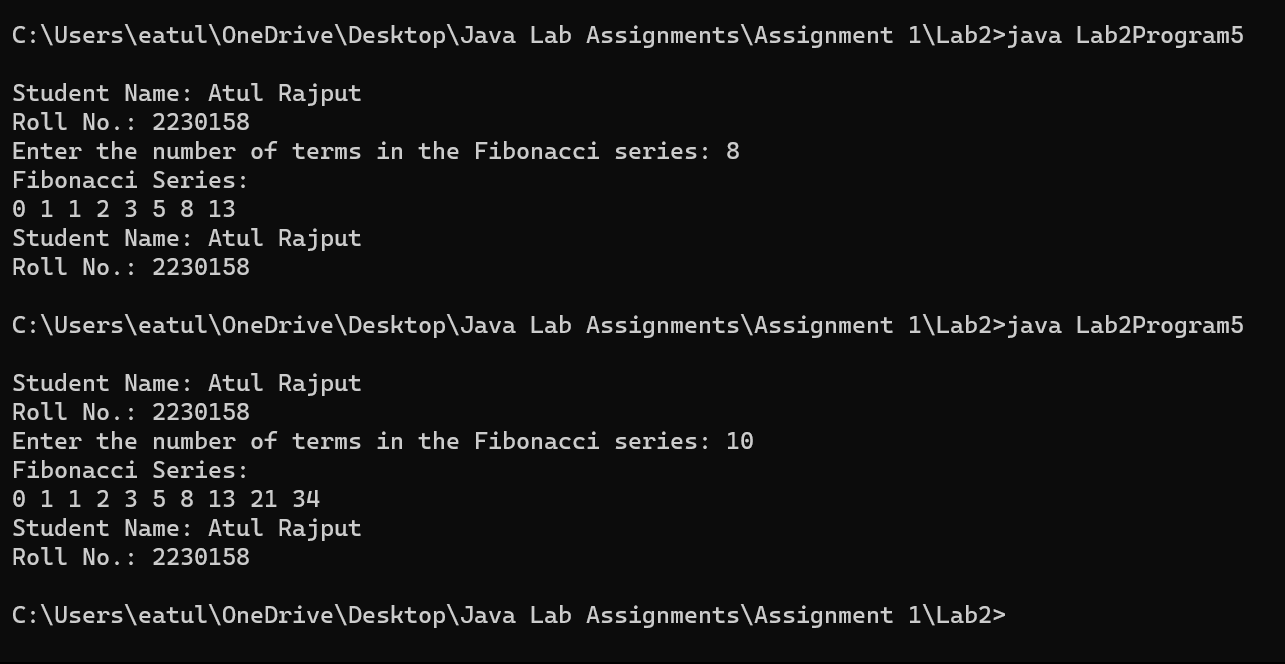 C:\Users\eatul\OneDrive\Desktop\Java Lab Assignments\Assignment 1\Lab2>java Lab2Program5
Student Name: Atul Rajput
Roll No.: 2230158
Enter the number of terms in the Fibonacci series: 8
Fibonacci Series:
0 1 1 2 3 5 8 13
Student Name: Atul Rajput
Roll No.: 2230158
C:\Users\eatul\OneDrive\Desktop\Java Lab Assignments\Assignment 1\Lab2>java Lab2Program5
Student Name: Atul Rajput
Roll No.: 2230158
Enter the number of terms in the Fibonacci series: 10
Fibonacci Series:
0 1 1 2 3 5 8 13 21 34
Student Name: Atul Rajput
Roll No.: 2230158
C:\Users\eatul\OneDrive\Desktop\Java Lab Assignments\Assignment 1\Lab2>